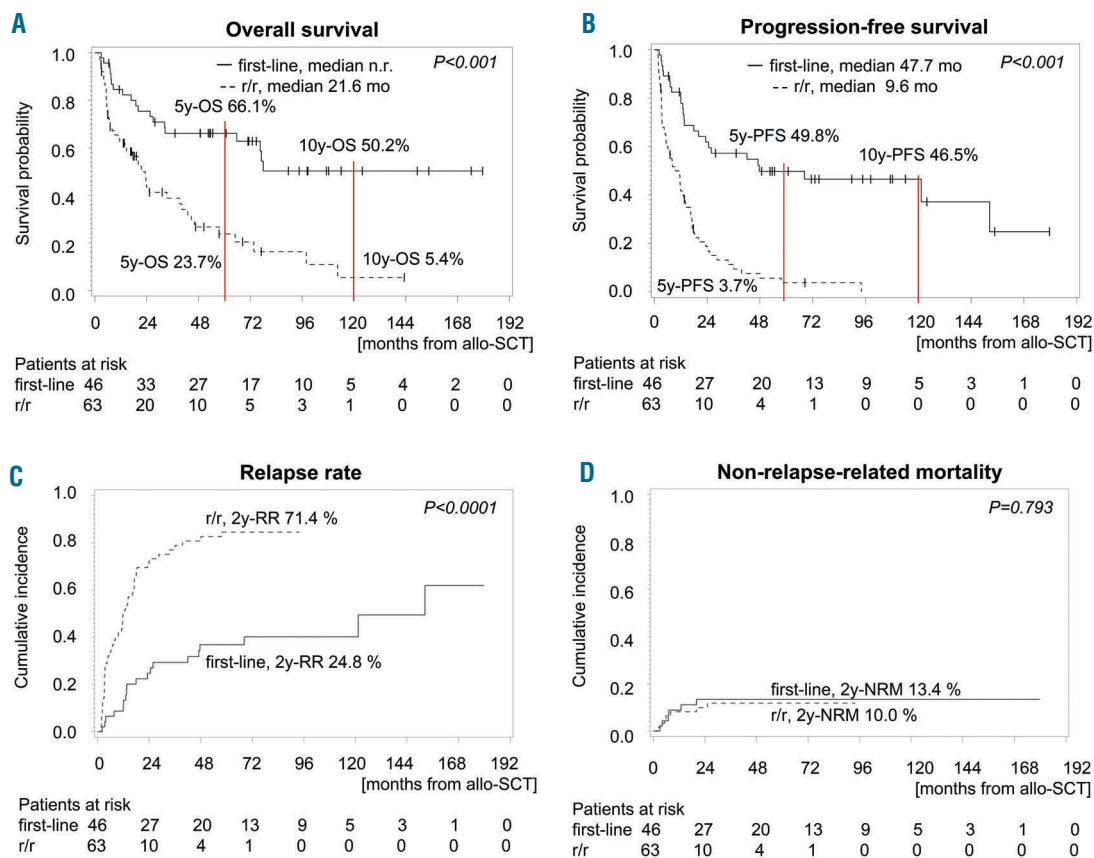 A
Overall survival
1.0
0.8
0.6
0.4
0.2
0.0
Survival probability
first-line, median n.r.
r/r, median 21.6 mo
P<0.001
5y-OS 66.1%
10y-OS 50.2%
5y-OS 23.7%
10y-OS 5.4%
0 24 48 72 96 120 144 168 192
[months from allo-SCT]
Patients at risk
first-line 46 33 27 17 10 5 4 2 0
r/r 63 20 10 5 3 1 0 0 0
B
Progression-free survival
1.0
0.8
0.6
0.4
0.2
0.0
Survival probability
first-line, median 47.7 mo
r/r, median 9.6 mo
P<0.001
5y-PFS 49.8%
10y-PFS 46.5%
5y-PFS 3.7%
0 24 48 72 96 120 144 168 192
[months from allo-SCT]
Patients at risk
first-line 46 27 20 13 9 5 3 1 0
r/r 63 10 4 1 0 0 0 0 0
C
Relapse rate
1.0
0.8
0.6
0.4
0.2
0.0
Cumulative incidence
P<0.0001
r/r, 2y-RR 71.4 %
first-line, 2y-RR 24.8 %
0 24 48 72 96 120 144 168 192
[months from allo-SCT]
Patients at risk
first-line 46 27 20 13 9 5 3 1 0
r/r 63 10 4 1 0 0 0 0 0
D
Non-relapse-related mortality
1.0
0.8
0.6
0.4
0.2
0.0
Cumulative incidence
P=0.793
first-line, 2y-NRM 13.4 %
r/r, 2y-NRM 10.0 %
0 24 48 72 96 120 144 168 192
[months from allo-SCT]
Patients at risk
first-line 46 27 20 13 9 5 3 1 0
r/r 63 10 4 1 0 0 0 0 0